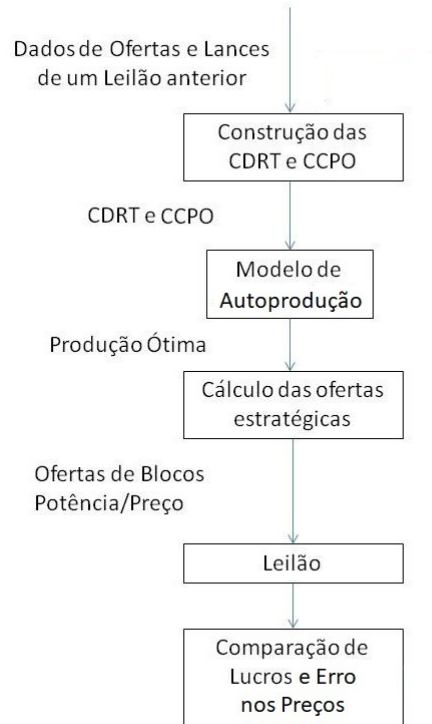 Dados de Ofertas e Lances
de um Leilão anterior
Construção das
CDRT e CCPO
CDRT e CCPO
Modelo de
Autoprodução
Produção Ótima
Cálculo das ofertas
estratégicas
Ofertas de Blocos
Potência/Preço
Leilão
Comparação de
Lucros e Erro
nos Preços